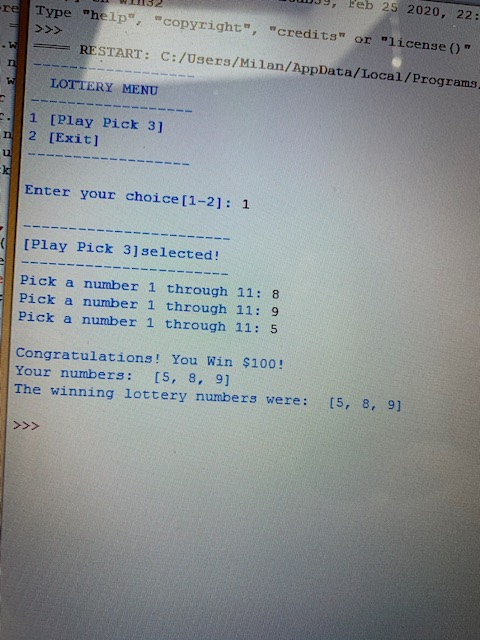 Feb 25 2020, 22:
Type "help", "copyright", "credits" or "license()"
>>>
==== RESTART: C:/Users/Milan/AppData/Local/Programs
--------------------
LOTTERY MENU
--------------------
1 [Play Pick 3]
2 [Exit]
--------------------
Enter your choice[1-2]: 1
-------------------------
[Play Pick 3]selected!
-------------------------
Pick a number 1 through 11: 8
Pick a number 1 through 11: 9
Pick a number 1 through 11: 5
Congratulations! You Win $100!
Your numbers: [5, 8, 9]
The winning lottery numbers were: [5, 8, 9]
>>>